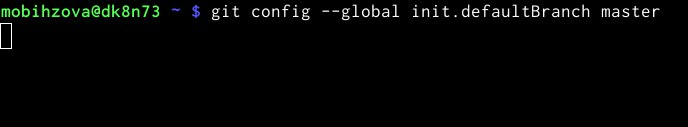 mobihzova@dk8n73 ~ $ git config --global init.defaultBranch master